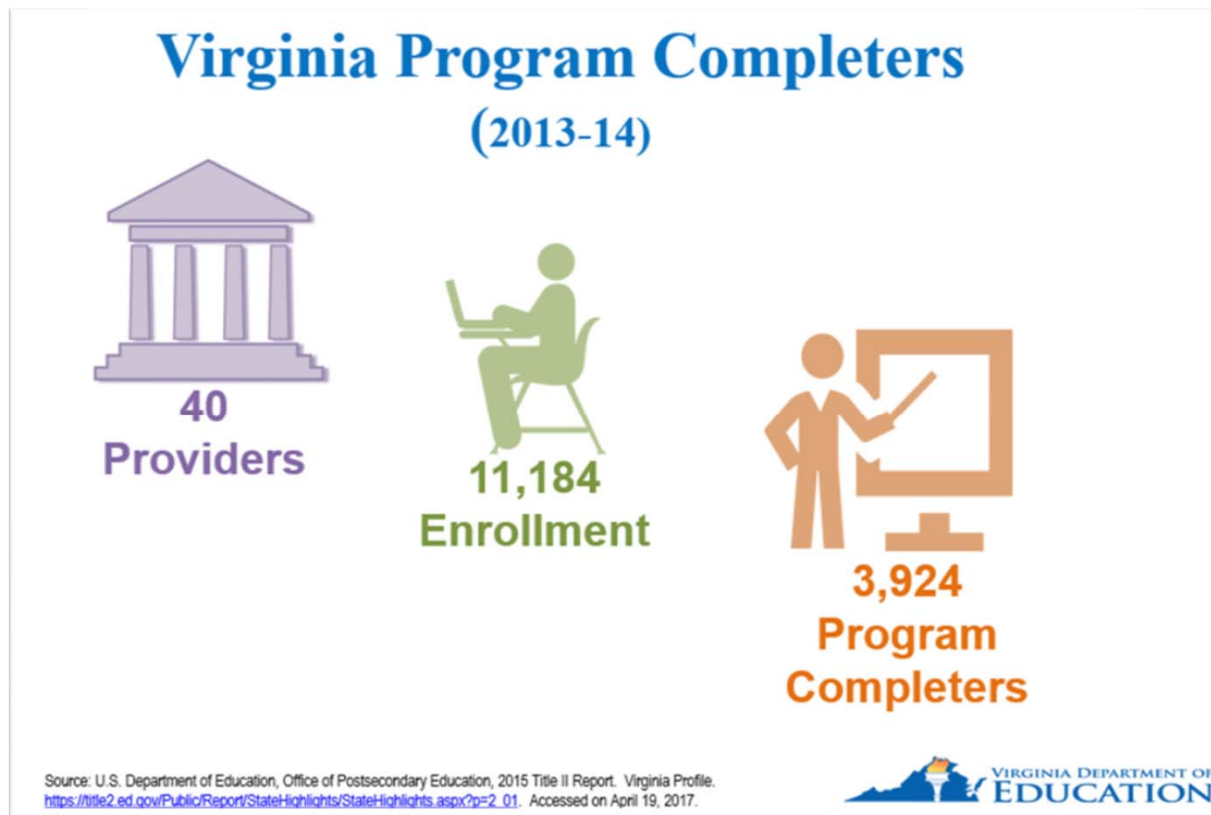 Virginia Program Completers
(2013-14)
40
Providers
11,184
Enrollment
3,924
Program
Completers
Source: U.S. Department of Education, Office of Postsecondary Education, 2015 Title II Report. Virginia Profile.
https://title2.ed.gov/Public/Report/StateHighlights/StateHighlights.aspx?p=2_01. Accessed on April 19, 2017.
VIRGINIA DEPARTMENT OF
EDUCATION